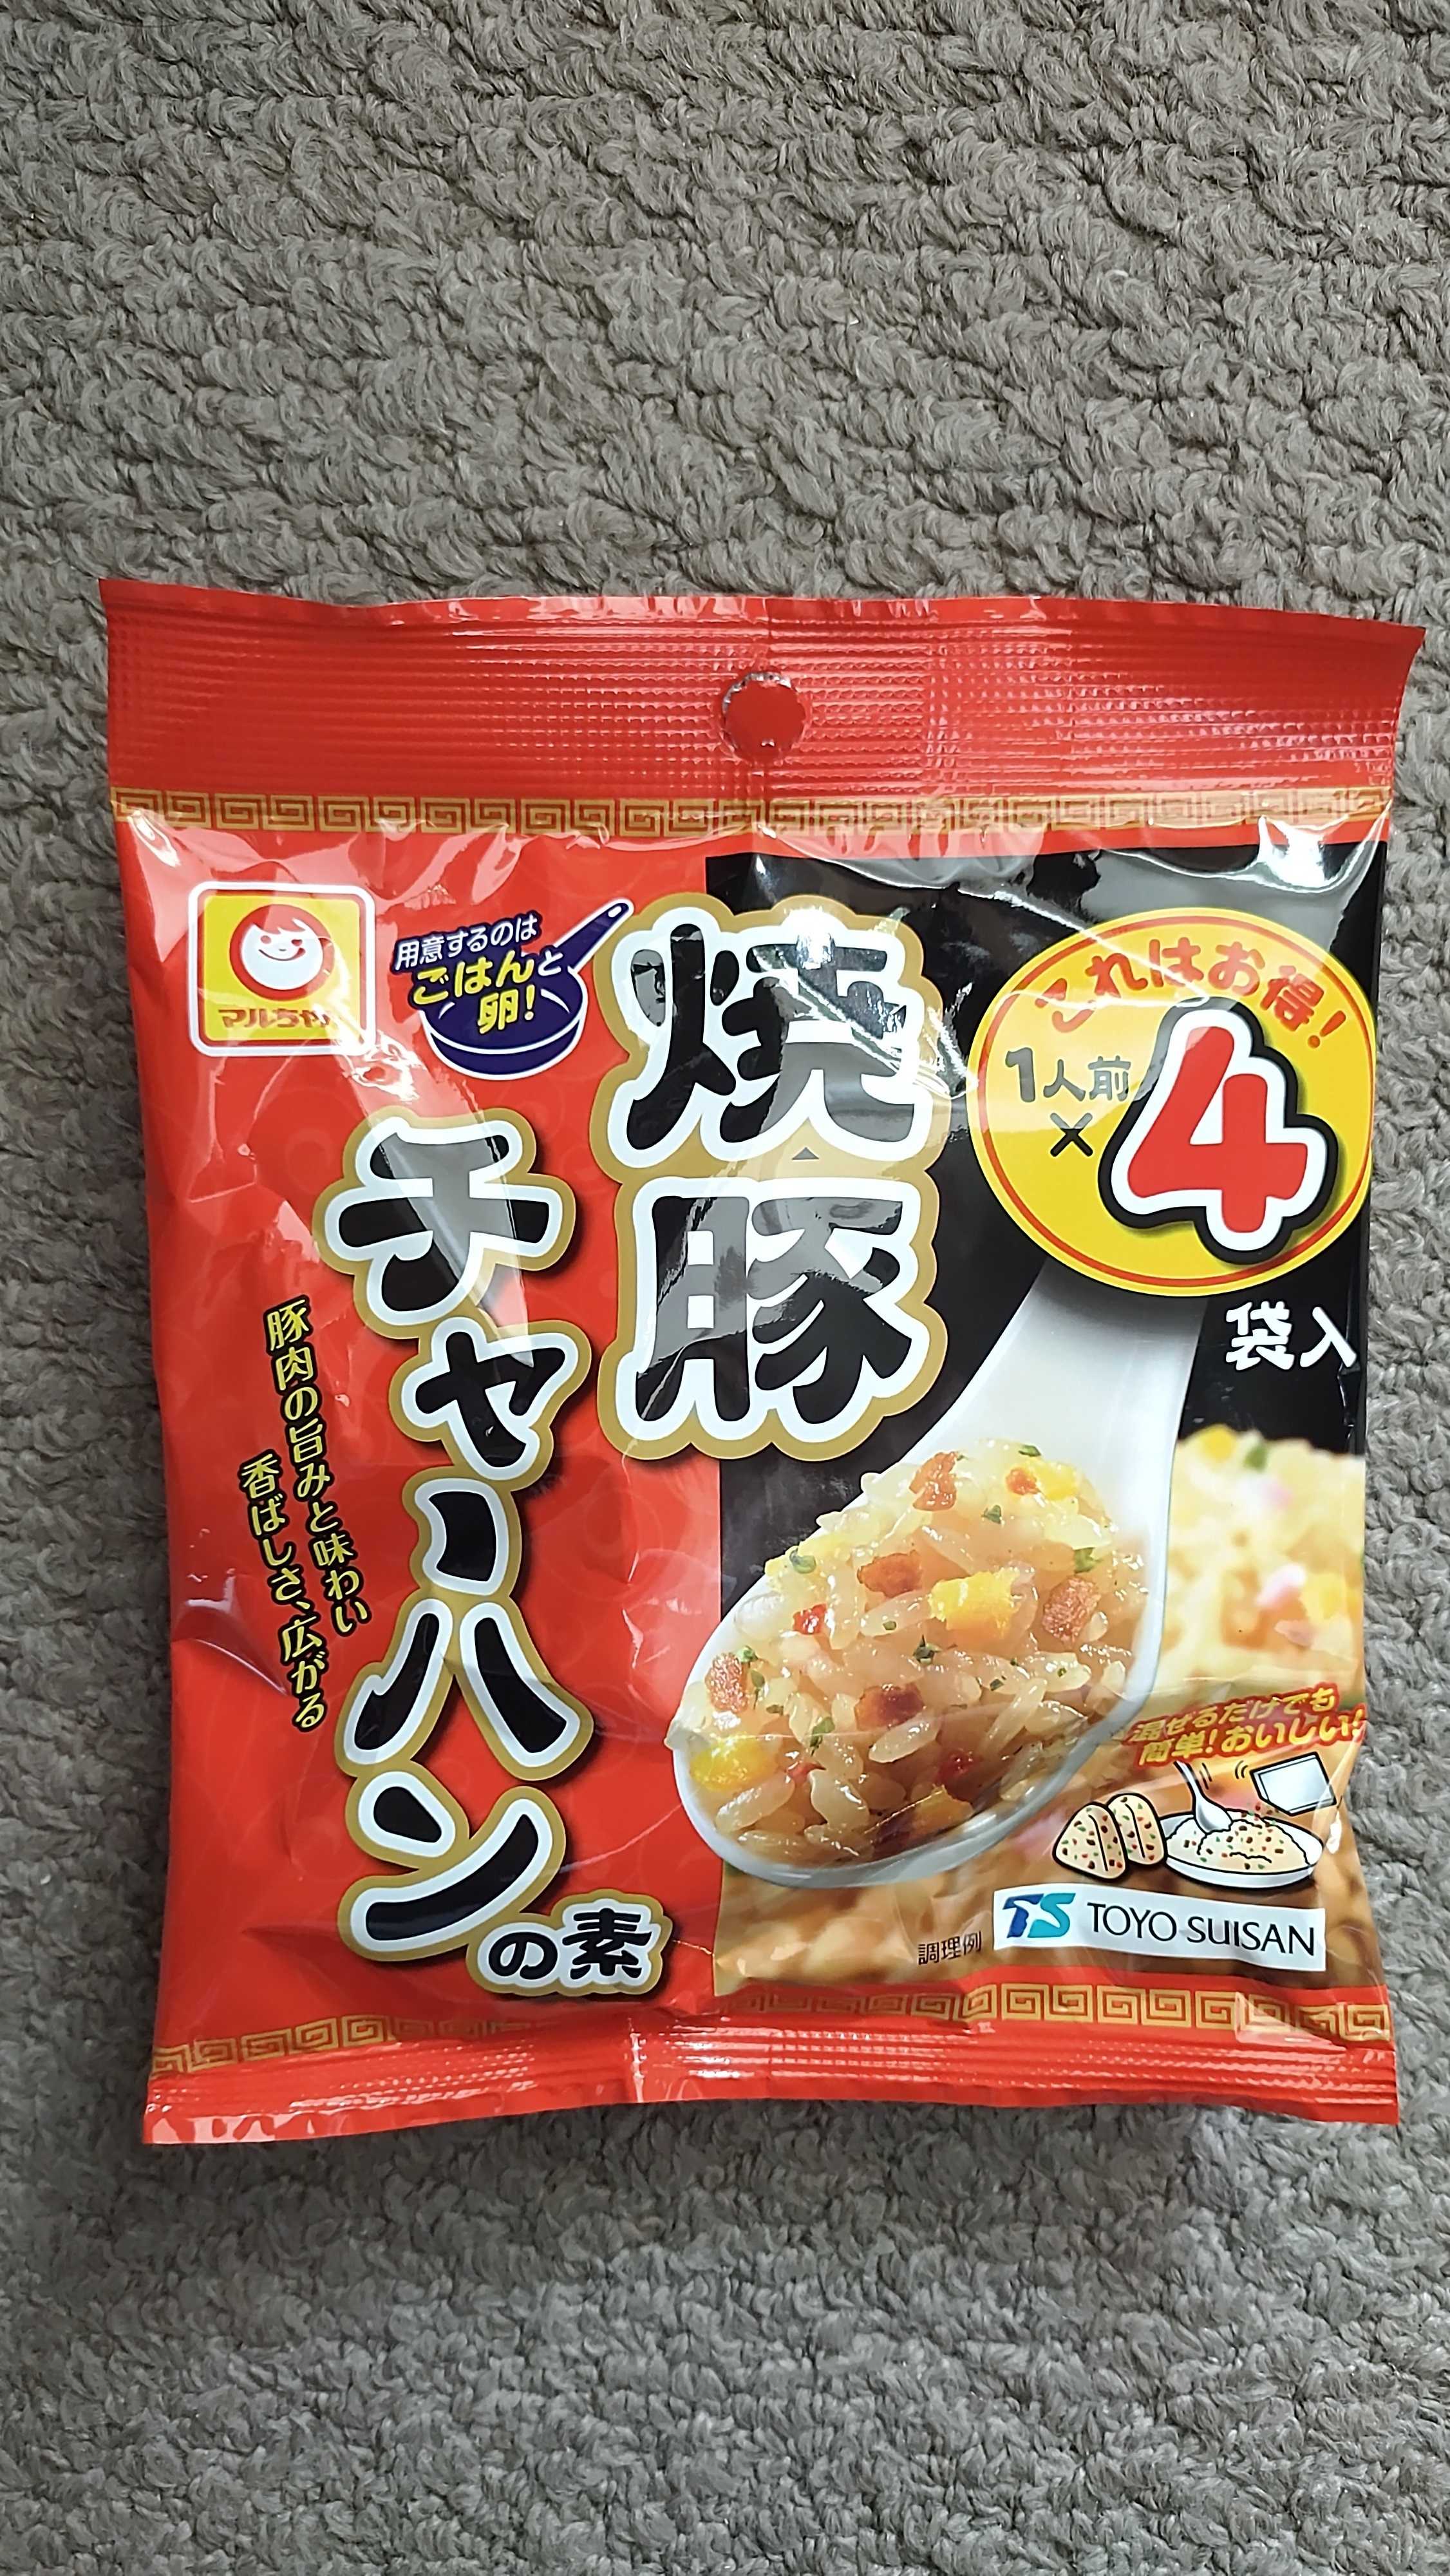 マルちゃん
用意するのは
ごはんと
卵!
焼豚
チャーハンの素
これはお得!
1人前
×
4
袋入
豚肉の旨みと味わい
香ばしさ、広がる
混ぜるだけでも
簡単!おいしい!
調理例
TS TOYO SUISAN